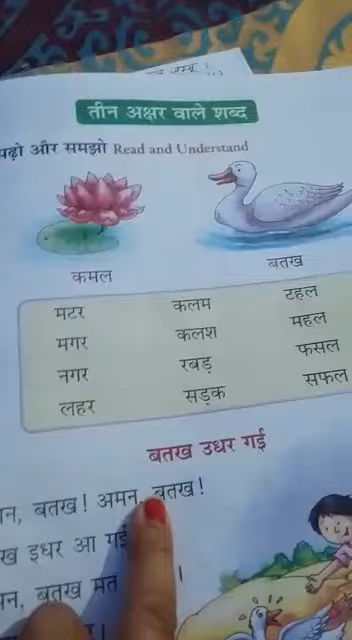 तीन अक्षर वाले शब्द
पढ़ो और समझो Read and Understand
कमल
बतख
मटर कलम टहल
मगर कलश महल
नगर रबड़ फसल
लहर सड़क सफल
बतख उधर गई
बतख! अमन, बतख!
इधर आ गई
बतख मत